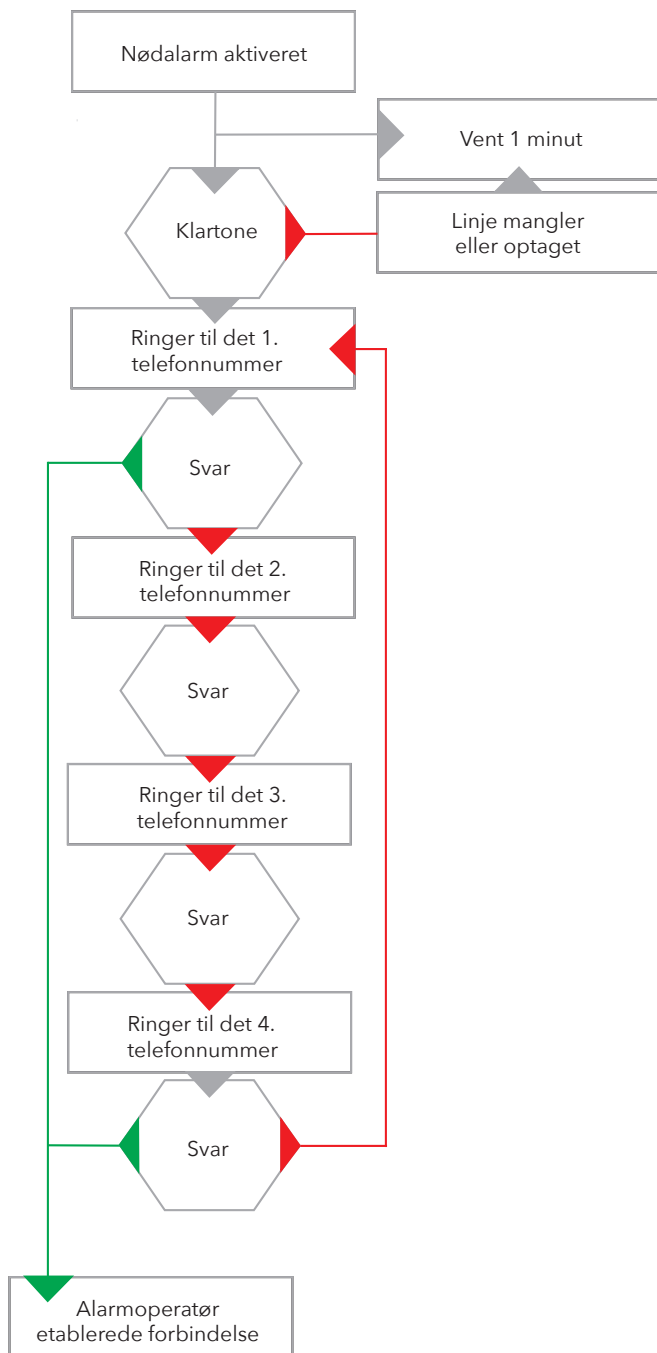 Nødalarm aktiveret
Vent 1 minut
Klartone
Linje mangler
eller optaget
Ringer til det 1.
telefonnummer
Svar
Ringer til det 2.
telefonnummer
Svar
Ringer til det 3.
telefonnummer
Svar
Ringer til det 4.
telefonnummer
Svar
Alarmoperatør
etablerede forbindelse